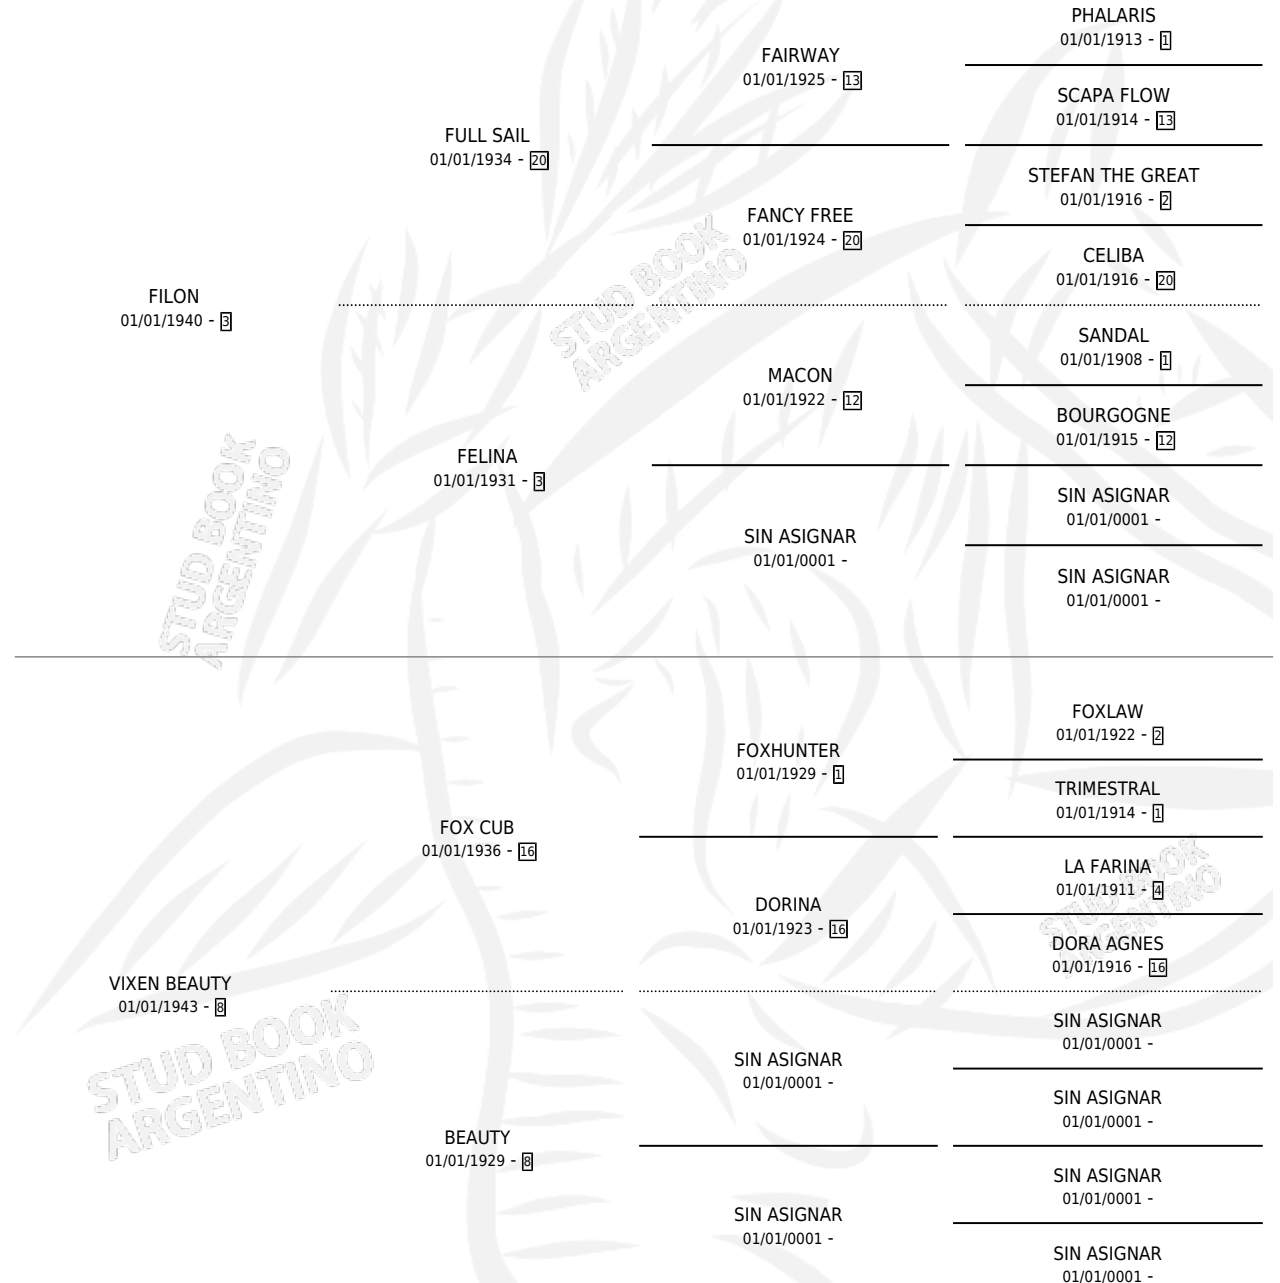 PHALARIS
01/01/1913 - 1
FAIRWAY
01/01/1925 - 13
SCAPA FLOW
01/01/1914 - 13
FULL SAIL
01/01/1934 - 20
STEFAN THE GREAT
01/01/1916 - 2
FANCY FREE
01/01/1924 - 20
CELIBA
01/01/1916 - 20
FILON
01/01/1940 - 3
SANDAL
01/01/1908 - 1
MACON
01/01/1922 - 12
BOURGOGNE
01/01/1915 - 12
FELINA
01/01/1931 - 3
SIN ASIGNAR
01/01/0001 -
SIN ASIGNAR
01/01/0001 -
SIN ASIGNAR
01/01/0001 -
FOXLAW
01/01/1922 - 2
FOXHUNTER
01/01/1929 - 1
TRIMESTRAL
01/01/1914 - 1
FOX CUB
01/01/1936 - 16
LA FARINA
01/01/1911 - 4
DORINA
01/01/1923 - 16
DORA AGNES
01/01/1916 - 16
VIXEN BEAUTY
01/01/1943 - 8
SIN ASIGNAR
01/01/0001 -
SIN ASIGNAR
01/01/0001 -
SIN ASIGNAR
01/01/0001 -
BEAUTY
01/01/1929 - 8
SIN ASIGNAR
01/01/0001 -
SIN ASIGNAR
01/01/0001 -
SIN ASIGNAR
01/01/0001 -
STUD BOOK
ARGENTINO
STUD BOOK
ARGENTINO
STUD BOOK
ARGENTINO
STUD BOOK
ARGENTINO